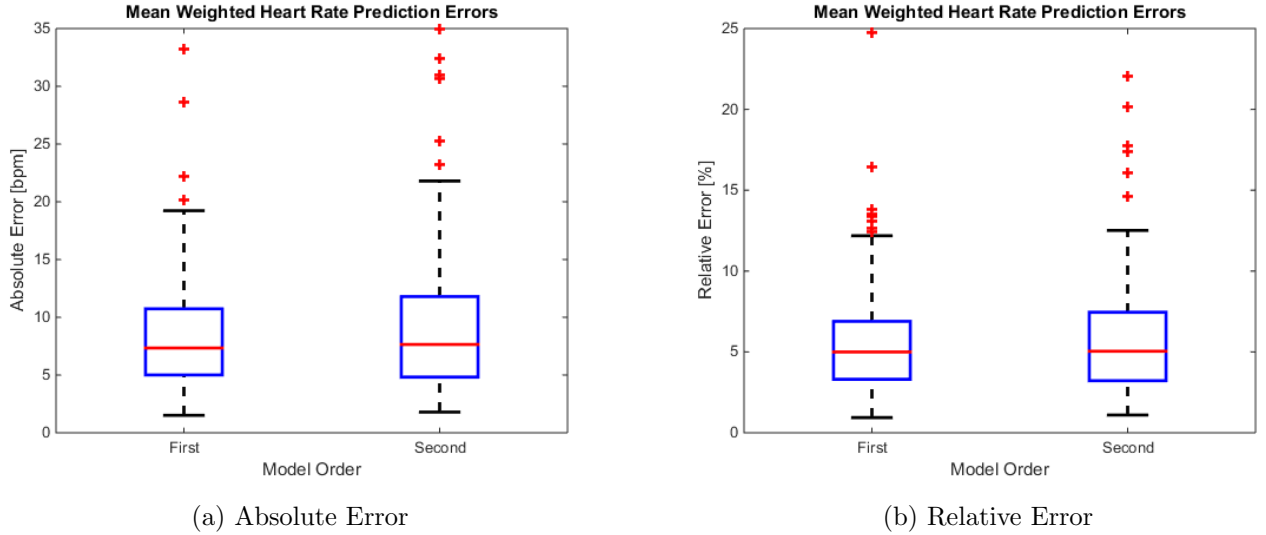 Mean Weighted Heart Rate Prediction Errors
35
30
25
20
15
10
5
0
Absolute Error [bpm]
First
Second
Model Order
(a) Absolute Error
Mean Weighted Heart Rate Prediction Errors
25
20
15
10
5
0
Relative Error [%]
First
Second
Model Order
(b) Relative Error